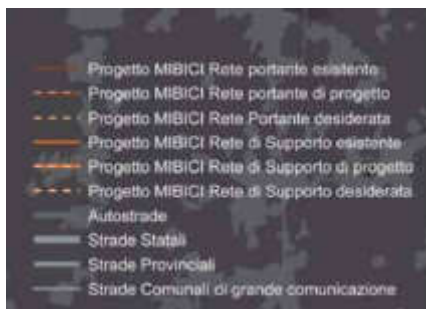 Progetto MIBICI Rete portante esistente
Progetto MIBICI Rete portante di progetto
Progetto MIBICI Rete Portante desiderata
Progetto MIBICI Rete di Supporto esistente
Progetto MIBICI Rete di Supporto di progetto
Progetto MIBICI Rete di Supporto desiderata
Autostrade
Strade Statali
Strade Provinciali
Strade Comunali di grande comunicazione